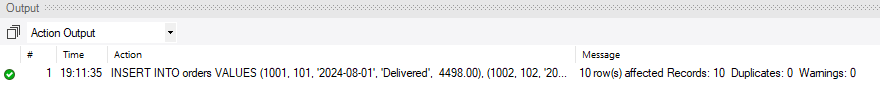 Output
Action Output
# Time Action Message
1 19:11:35 INSERT INTO orders VALUES (1001, 101, '2024-08-01', 'Delivered', 4498.00), (1002, 102, '20... 10 row(s) affected Records: 10 Duplicates: 0 Warnings: 0